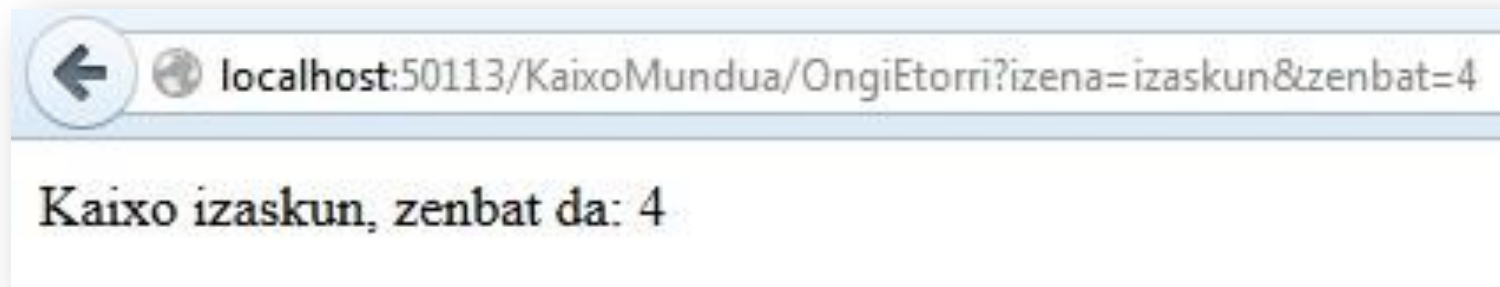 localhost:50113/KaixoMundua/OngiEtorri?izena=izaskun&zenbat=4
Kaixo izaskun, zenbat da: 4